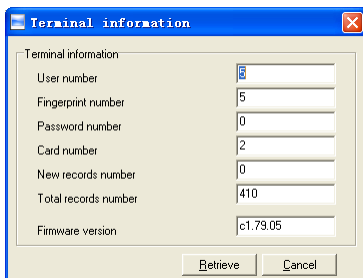 Terminal information
Terminal information
User number 5
Fingerprint number 5
Password number 0
Card number 2
New records number 0
Total records number 410
Firmware version c1.79.05
Retrieve Cancel